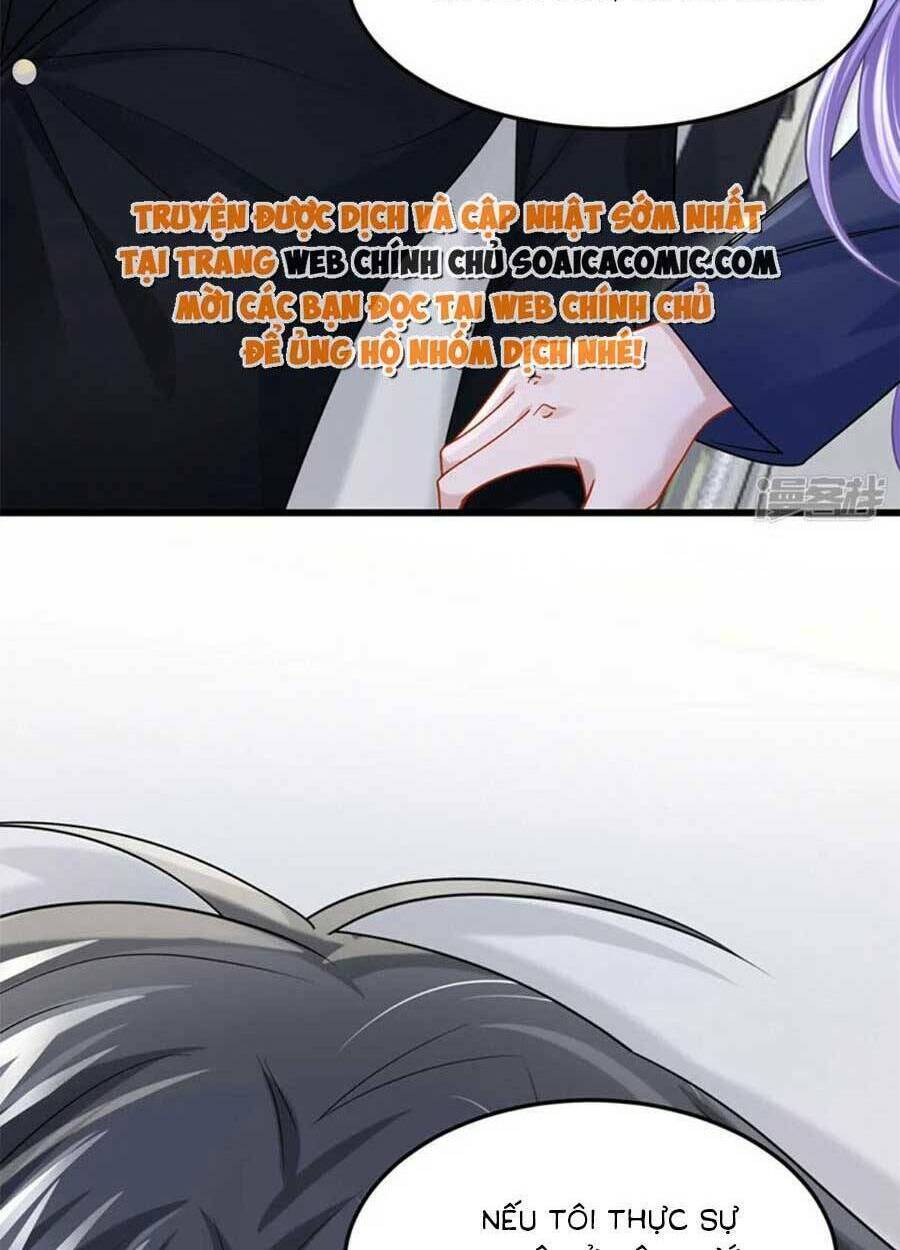 TRUYỆN ĐƯỢC DỊCH VÀ CẬP NHẬT SỚM NHẤT
TẠI TRANG WEB CHÍNH CHỦ SOAICACOMIC.COM
MỜI CÁC BẠN ĐỌC TẠI WEB CHÍNH CHỦ
ĐỂ ỦNG HỘ NHÓM DỊCH NHÉ!
漫客栈
NẾU TÔI THỰC SỰ